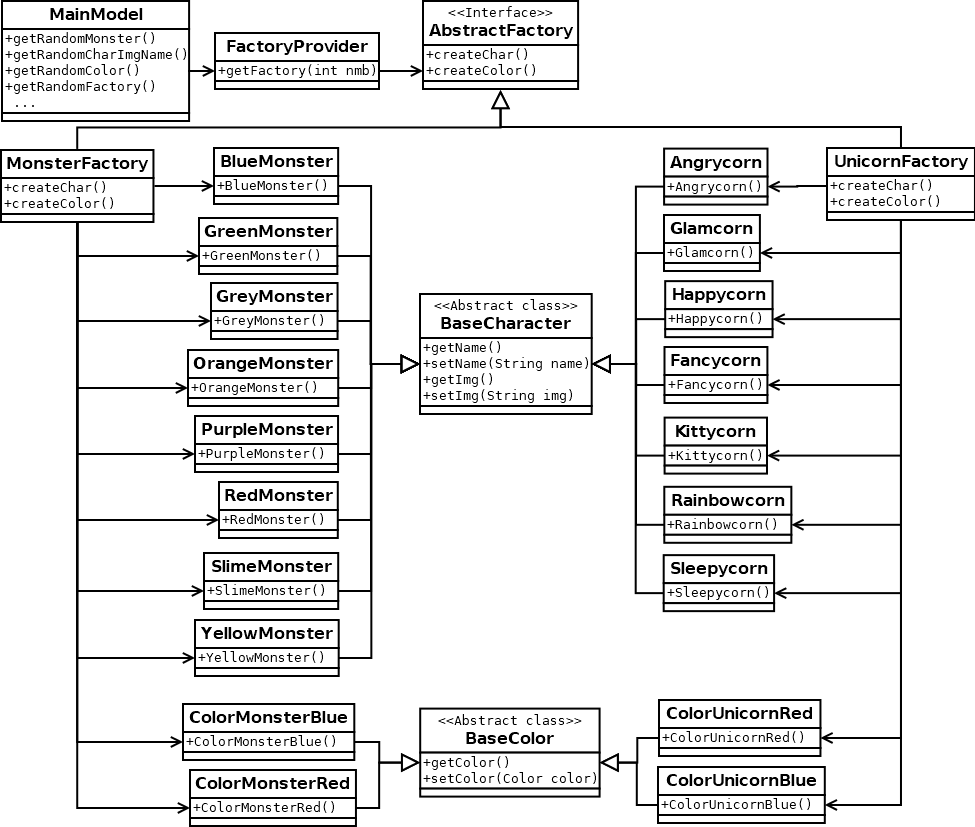 MainModel
+getRandomMonster()
+getRandomCharImgName()
+getRandomColor()
+getRandomFactory()
...
FactoryProvider
+getFactory(int nmb)
<<Interface>>
AbstractFactory
+createChar()
+createColor()
MonsterFactory
+createChar()
+createColor()
BlueMonster
+BlueMonster()
GreenMonster
+GreenMonster()
GreyMonster
+GreyMonster()
OrangeMonster
+OrangeMonster()
PurpleMonster
+PurpleMonster()
RedMonster
+RedMonster()
SlimeMonster
+SlimeMonster()
YellowMonster
+YellowMonster()
ColorMonsterBlue
+ColorMonsterBlue()
ColorMonsterRed
+ColorMonsterRed()
<<Abstract class>>
BaseCharacter
+getName()
+setName(String name)
+getImg()
+setImg(String img)
<<Abstract class>>
BaseColor
+getColor()
+setColor(Color color)
Angrycorn
+Angrycorn()
Glamcorn
+Glamcorn()
Happycorn
+Happycorn()
Fancycorn
+Fancycorn()
Kittycorn
+Kittycorn()
Rainbowcorn
+Rainbowcorn()
Sleepycorn
+Sleepycorn()
ColorUnicornRed
+ColorUnicornRed()
ColorUnicornBlue
+ColorUnicornBlue()
UnicornFactory
+createChar()
+createColor()